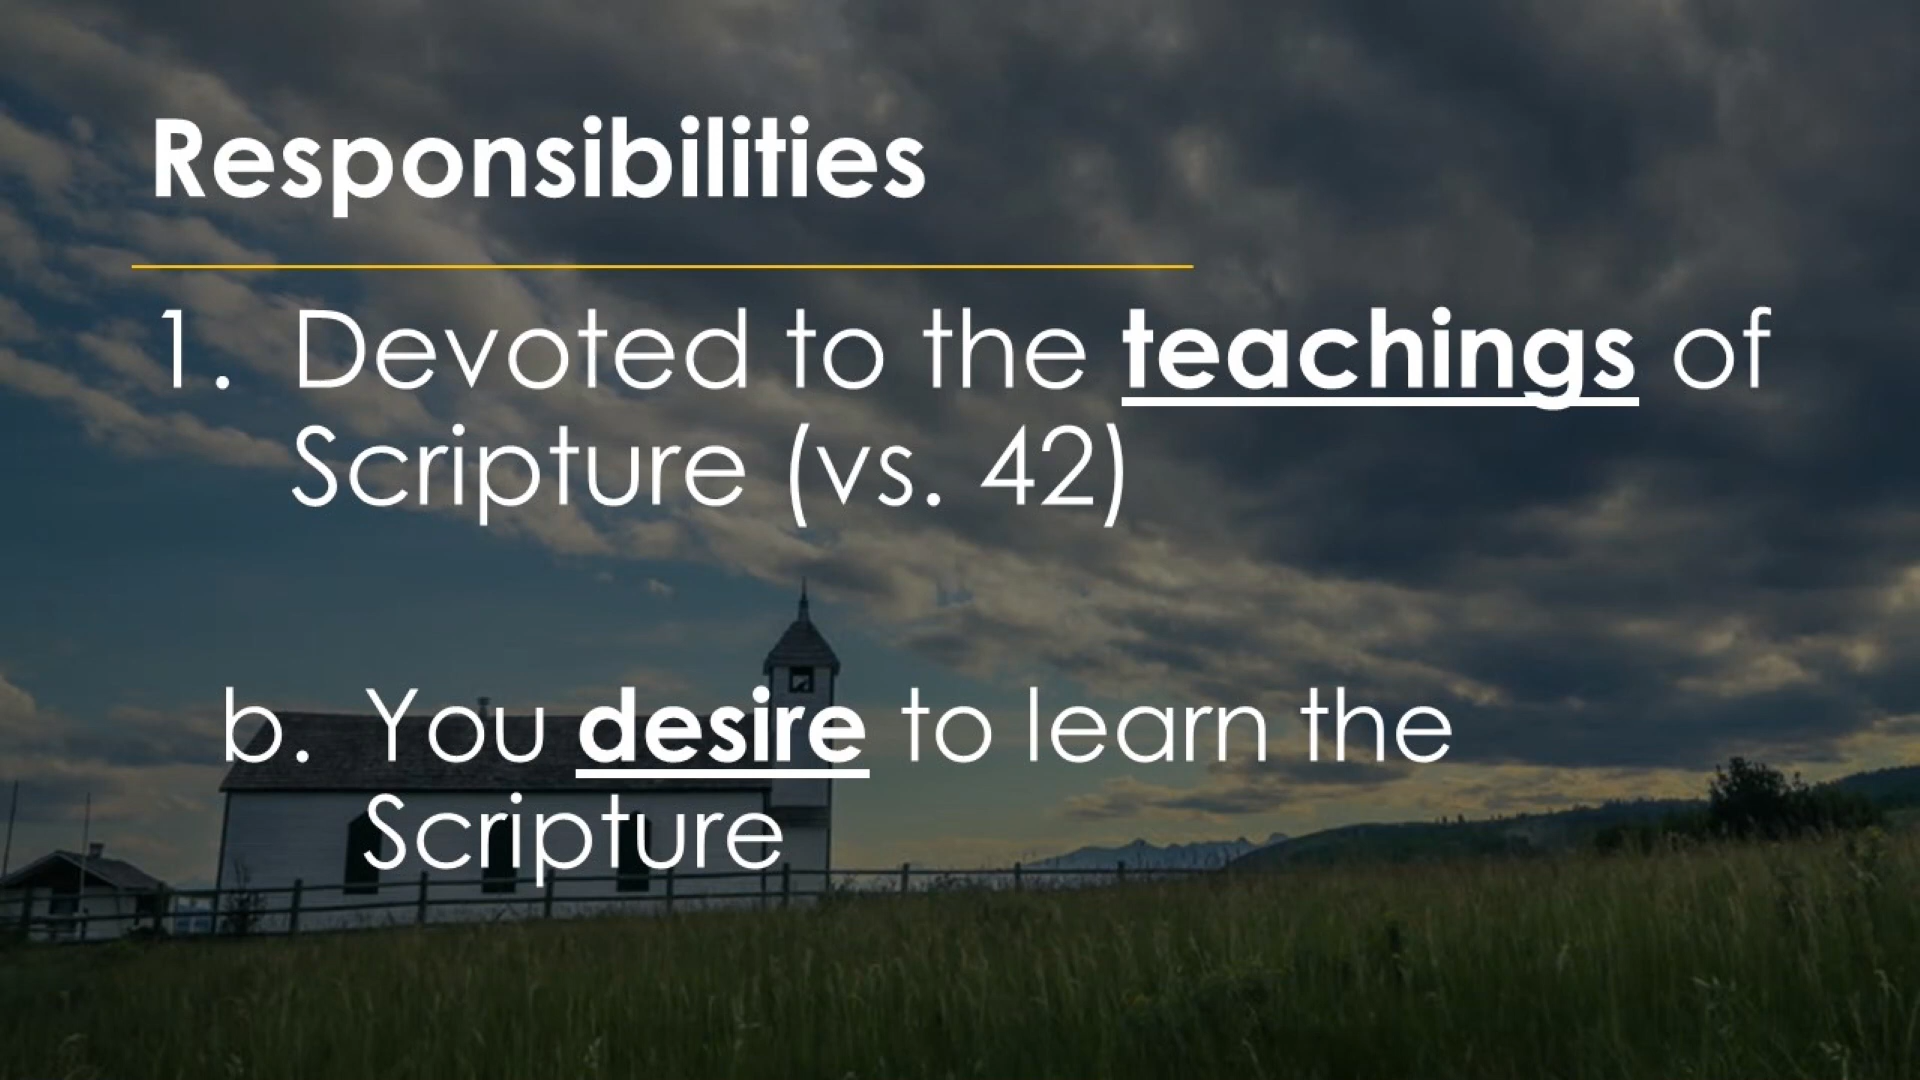 Responsibilities
1. Devoted to the teachings of
Scripture (vs. 42)
b. You desire to learn the
Scripture